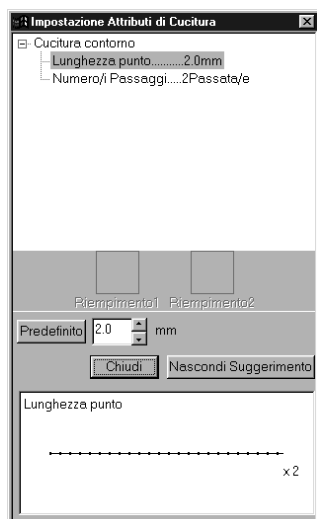 Impostazione Attributi di Cucitura
Cucitura contorno
Lunghezza punto..........2.0mm
Numero/i Passaggi.....2Passata/e
Riempimento1 Riempimento2
Predefinito 2.0 mm
Chiudi Nascondi Suggerimento
Lunghezza punto
x 2